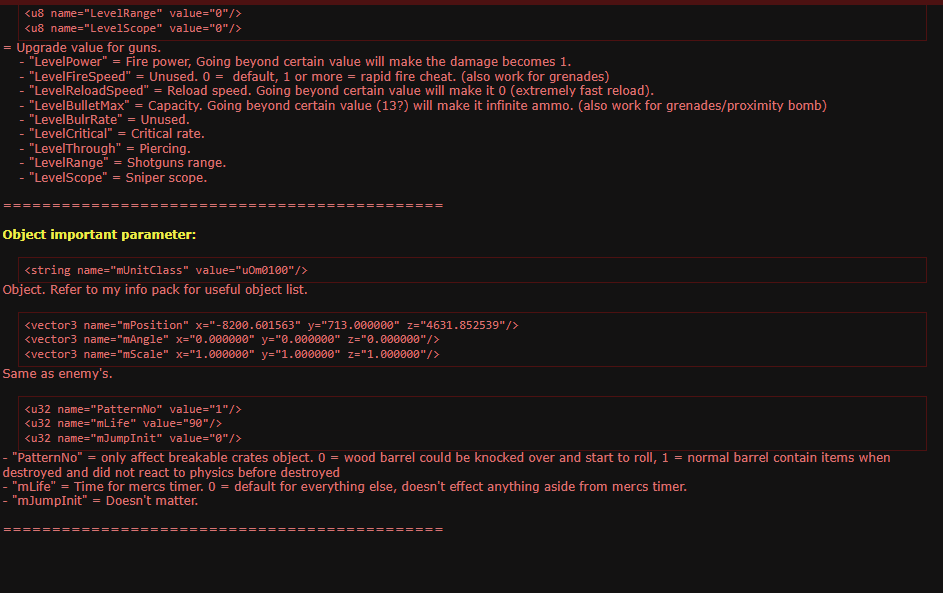 <u8 name="LevelRange" value="0"/>
<u8 name="LevelScope" value="0"/>
= Upgrade value for guns.
- "LevelPower" = Fire power, Going beyond certain value will make the damage becomes 1.
- "LevelFireSpeed" = Unused. 0 =  default, 1 or more = rapid fire cheat. (also work for grenades)
- "LevelReloadSpeed" = Reload speed. Going beyond certain value will make it 0 (extremely fast reload).
- "LevelBulletMax" = Capacity. Going beyond certain value (13?) will make it infinite ammo. (also work for grenades/proximity bomb)
- "LevelBulrRate" = Unused.
- "LevelCritical" = Critical rate.
- "LevelThrough" = Piercing.
- "LevelRange" = Shotguns range.
- "LevelScope" = Sniper scope.
=============================================
Object important parameter:
<string name="mUnitClass" value="uOm0100"/>
Object. Refer to my info pack for useful object list.
<vector3 name="mPosition" x="-8200.601563" y="713.000000" z="4631.852539"/>
<vector3 name="mAngle" x="0.000000" y="0.000000" z="0.000000"/>
<vector3 name="mScale" x="1.000000" y="1.000000" z="1.000000"/>
Same as enemy's.
<u32 name="PatternNo" value="1"/>
<u32 name="mLife" value="90"/>
<u32 name="mJumpInit" value="0"/>
- "PatternNo" = only affect breakable crates object. 0 = wood barrel could be knocked over and start to roll, 1 = normal barrel contain items when
destroyed and did not react to physics before destroyed
- "mLife" = Time for mercs timer. 0 = default for everything else, doesn't effect anything aside from mercs timer.
- "mJumpInit" = Doesn't matter.
=============================================